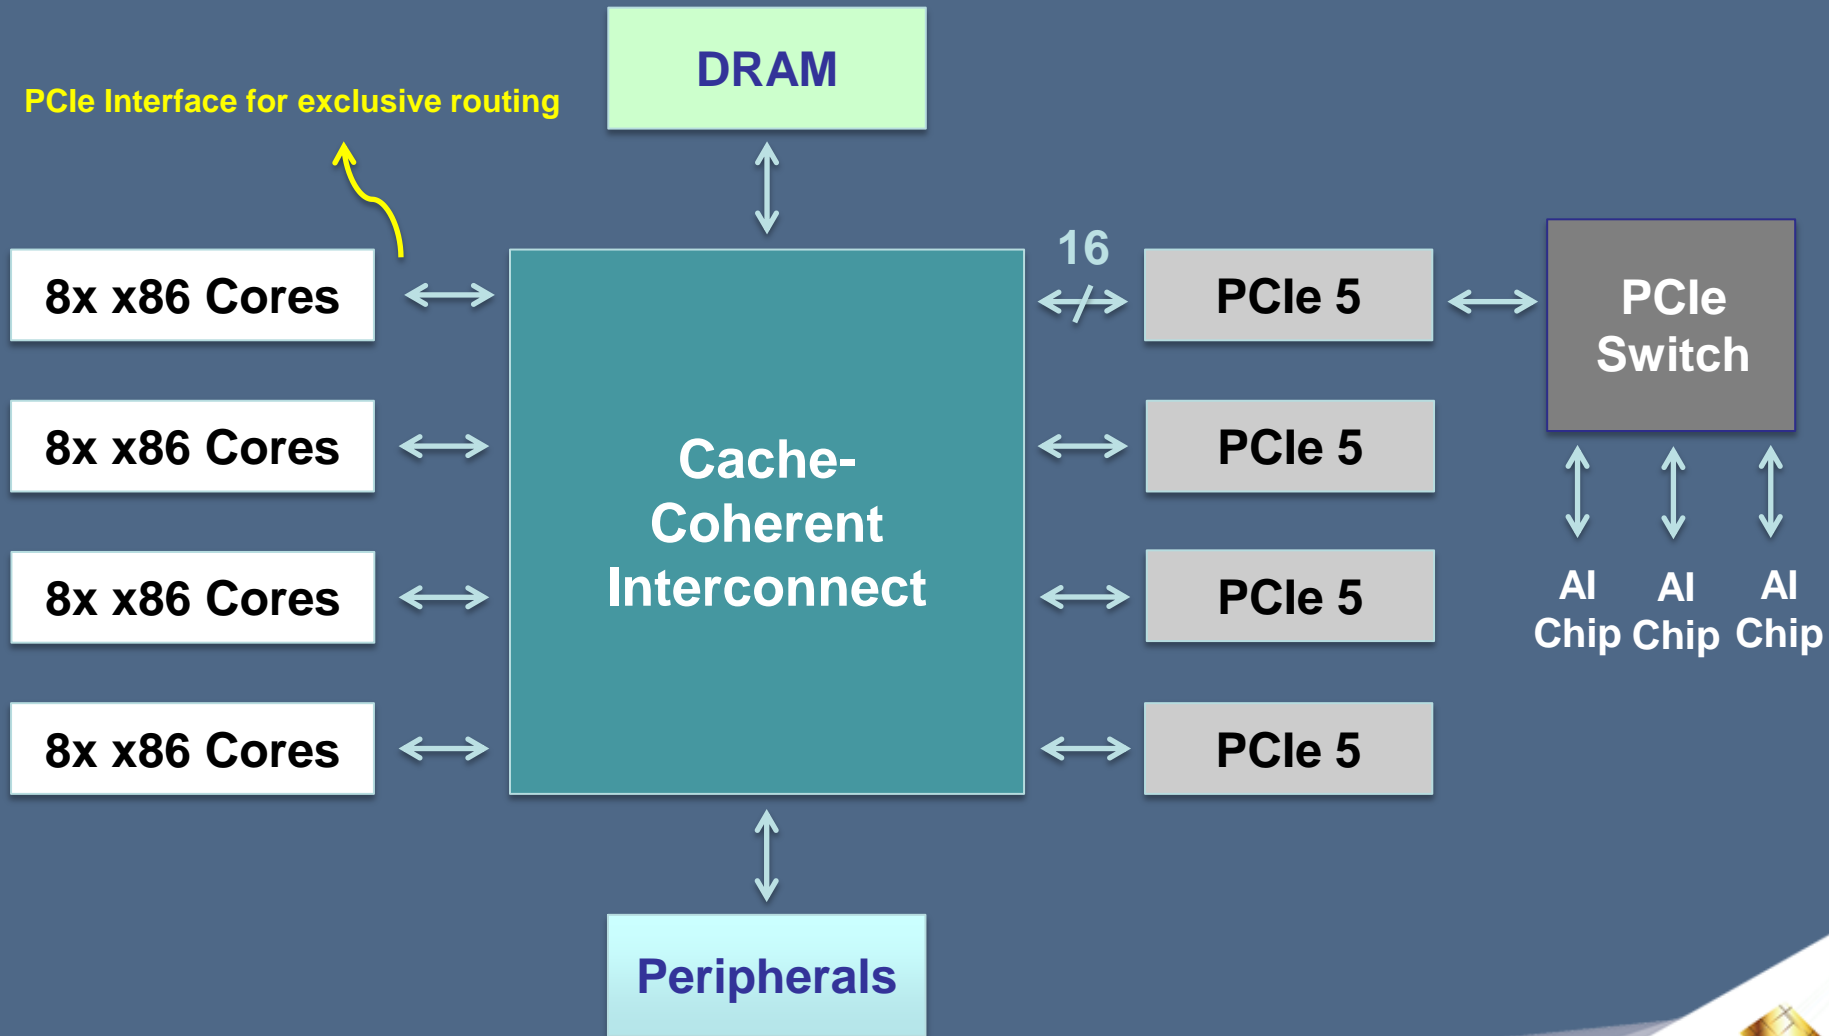 DRAM
PCIe Interface for exclusive routing
16
8x x86 Cores
PCIe 5
PCIe
Switch
8x x86 Cores
Cache-
Coherent
Interconnect
PCIe 5
8x x86 Cores
PCIe 5
AI
Chip
AI
Chip
AI
Chip
8x x86 Cores
PCIe 5
Peripherals